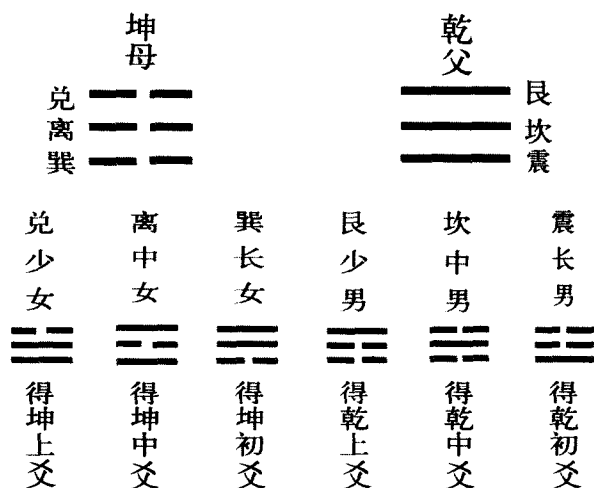 坤母
乾父
兑
离
巽
艮
坎
震
兑少女
离中女
巽长女
艮少男
坎中男
震长男
得坤上爻
得坤中爻
得坤初爻
得乾上爻
得乾中爻
得乾初爻